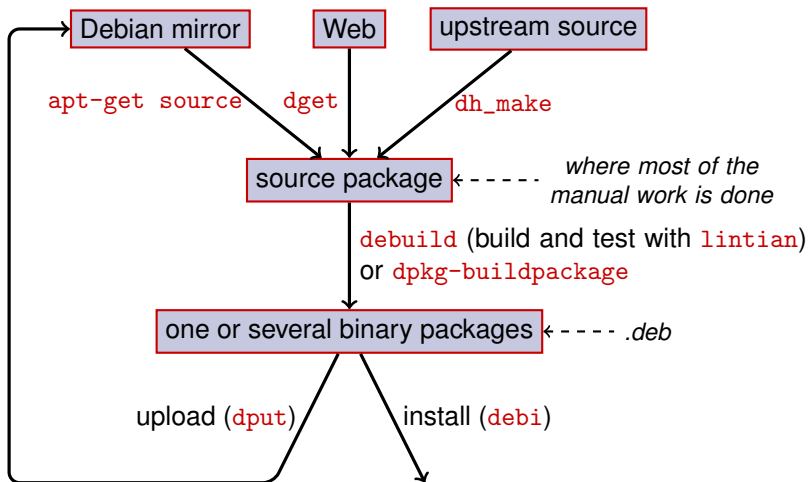 Debian mirror
Web
upstream source
apt-get source
dget
dh_make
source package
where most of the
manual work is done
debuild (build and test with lintian)
or dpkg-buildpackage
one or several binary packages
.deb
upload (dput)
install (debi)